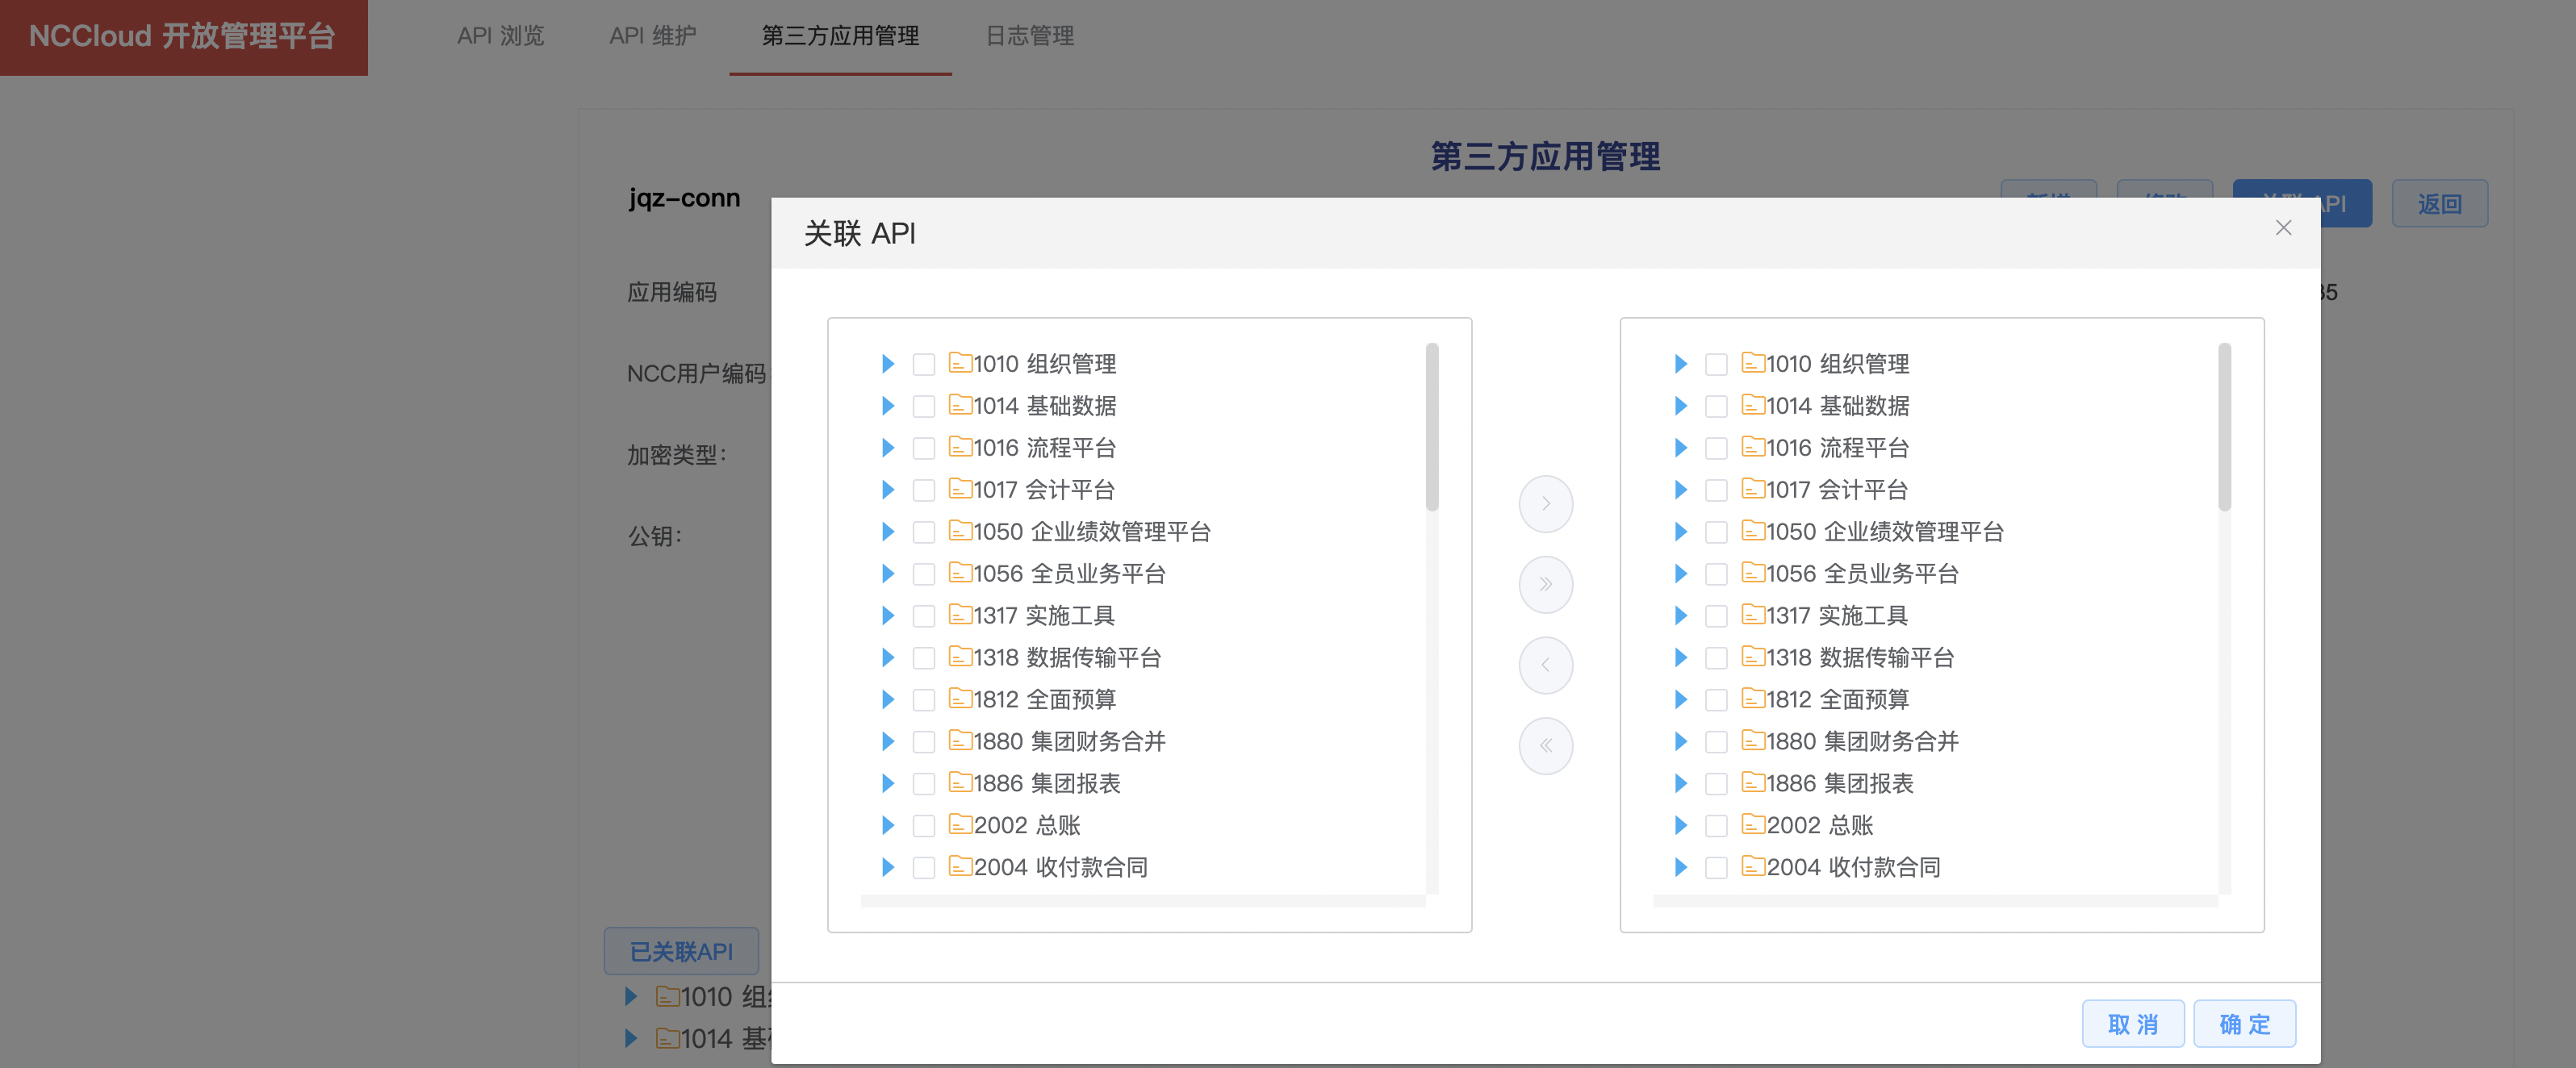 NCCloud 开放管理平台
API 浏览
API 维护
第三方应用管理
日志管理
第三方应用管理
jqz-conn
API
返回
关联 API
应用编码
35
NCC用户编码
加密类型:
公钥:
1010 组织管理
1014 基础数据
1016 流程平台
1017 会计平台
1050 企业绩效管理平台
1056 全员业务平台
1317 实施工具
1318 数据传输平台
1812 全面预算
1880 集团财务合并
1886 集团报表
2002 总账
2004 收付款合同
1010 组织管理
1014 基础数据
1016 流程平台
1017 会计平台
1050 企业绩效管理平台
1056 全员业务平台
1317 实施工具
1318 数据传输平台
1812 全面预算
1880 集团财务合并
1886 集团报表
2002 总账
2004 收付款合同
已关联API
1010 组
1014 基
取 消
确 定